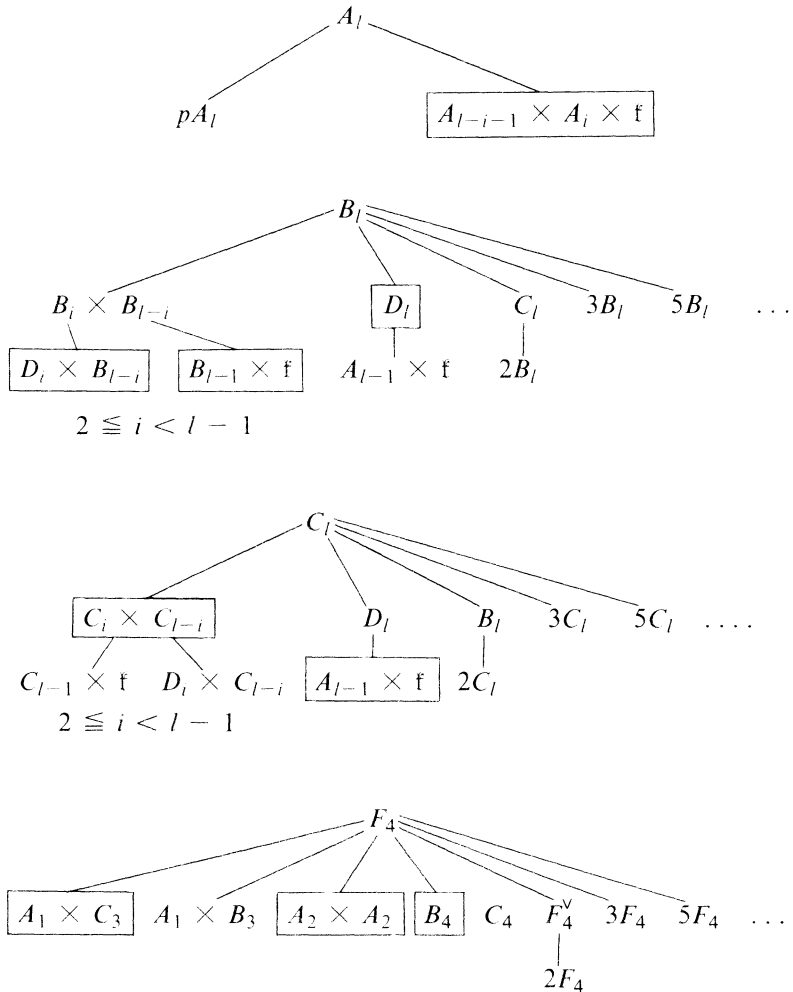 A_l
pA_l A_{l-i-1} × A_i × 𝔨
B_l
B_i × B_{l-i} D_l C_l 3B_l 5B_l ...
D_i × B_{l-i} B_{l-1} × 𝔨 A_{l-1} × 𝔨 2B_l
2 ≦ i < l - 1
C_l
C_i × C_{l-i} D_l B_l 3C_l 5C_l ....
C_{l-1} × 𝔨 D_i × C_{l-i} A_{l-1} × 𝔨 2C_l
2 ≦ i < l - 1
F_4
A_1 × C_3 A_1 × B_3 A_2 × A_2 B_4 C_4 F_4^∨ 3F_4 5F_4 ...
2F_4